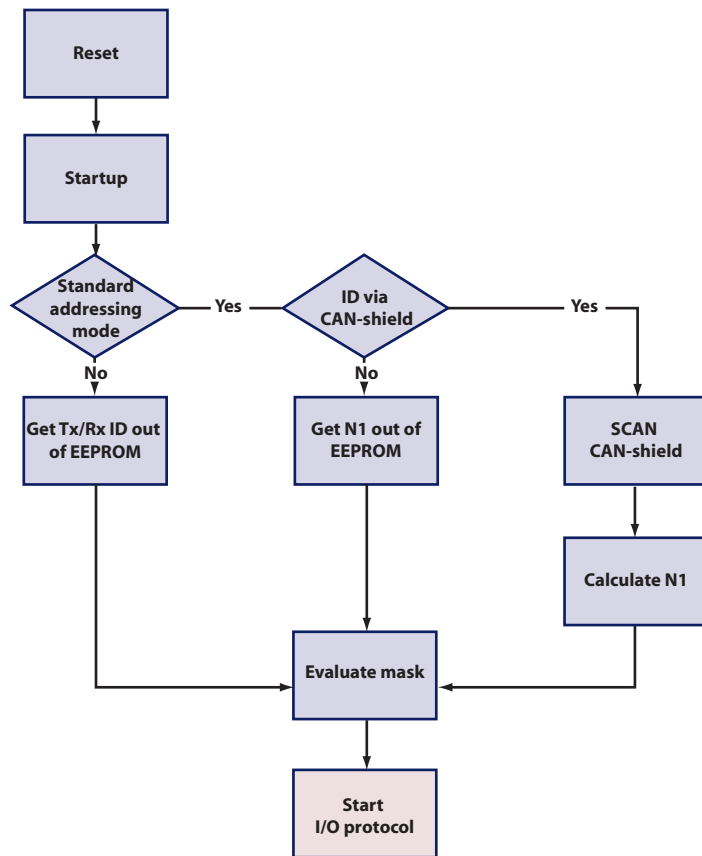 Reset
Startup
Standard
addressing
mode
Yes
ID via
CAN-shield
Yes
No
No
Get Tx/Rx ID out
of EEPROM
Get N1 out of
EEPROM
SCAN
CAN-shield
Calculate N1
Evaluate mask
Start
I/O protocol